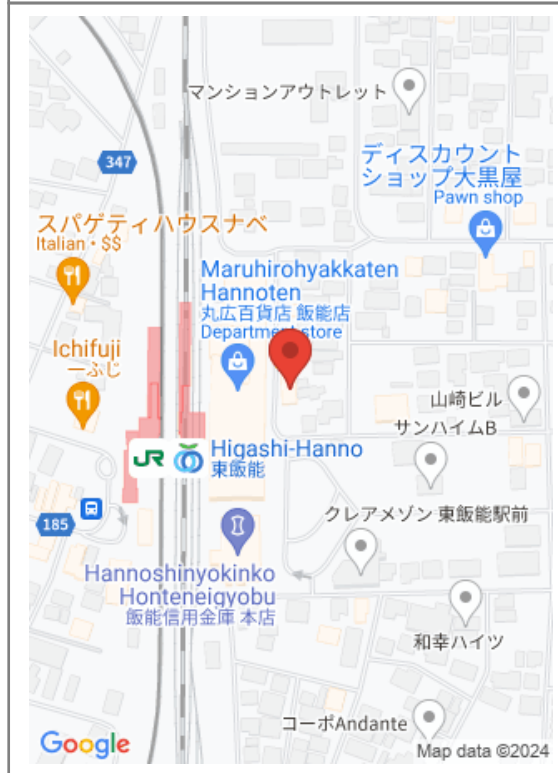 マンションアウトレット
347
ディスカウント
ショップ大黒屋
Pawn shop
スパゲティハウスナベ
Italian • $$
Maruhirohyakkaten
Hannoten
丸広百貨店 飯能店
Department store
Ichifuji
一ふじ
山崎ビル
サンハイムB
JR
Higashi-Hanno
東飯能
185
クレアメゾン 東飯能駅前
Hannoshinyokinko
Honteneigyobu
飯能信用金庫 本店
和幸ハイツ
コーポAndante
Google
Map data ©2024